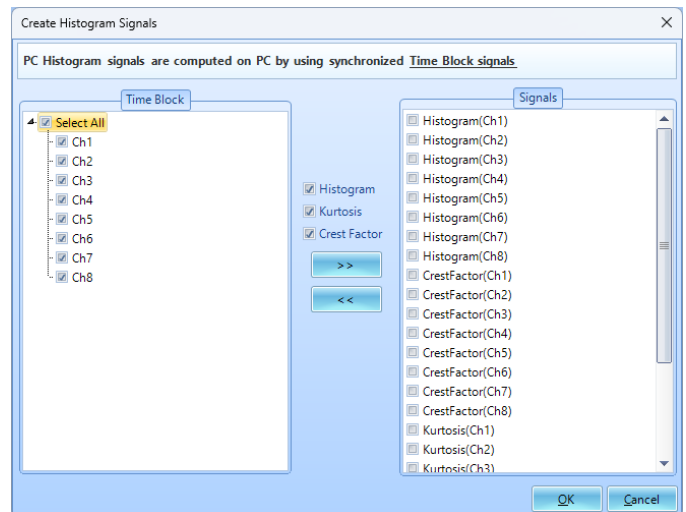 Create Histogram Signals
PC Histogram signals are computed on PC by using synchronized Time Block signals
Time Block
Select All
Ch1
Ch2
Ch3
Ch4
Ch5
Ch6
Ch7
Ch8
Histogram
Kurtosis
Crest Factor
>>
<<
Signals
Histogram(Ch1)
Histogram(Ch2)
Histogram(Ch3)
Histogram(Ch4)
Histogram(Ch5)
Histogram(Ch6)
Histogram(Ch7)
Histogram(Ch8)
CrestFactor(Ch1)
CrestFactor(Ch2)
CrestFactor(Ch3)
CrestFactor(Ch4)
CrestFactor(Ch5)
CrestFactor(Ch6)
CrestFactor(Ch7)
CrestFactor(Ch8)
Kurtosis(Ch1)
Kurtosis(Ch2)
Kurtosis(Ch3)
OK
Cancel